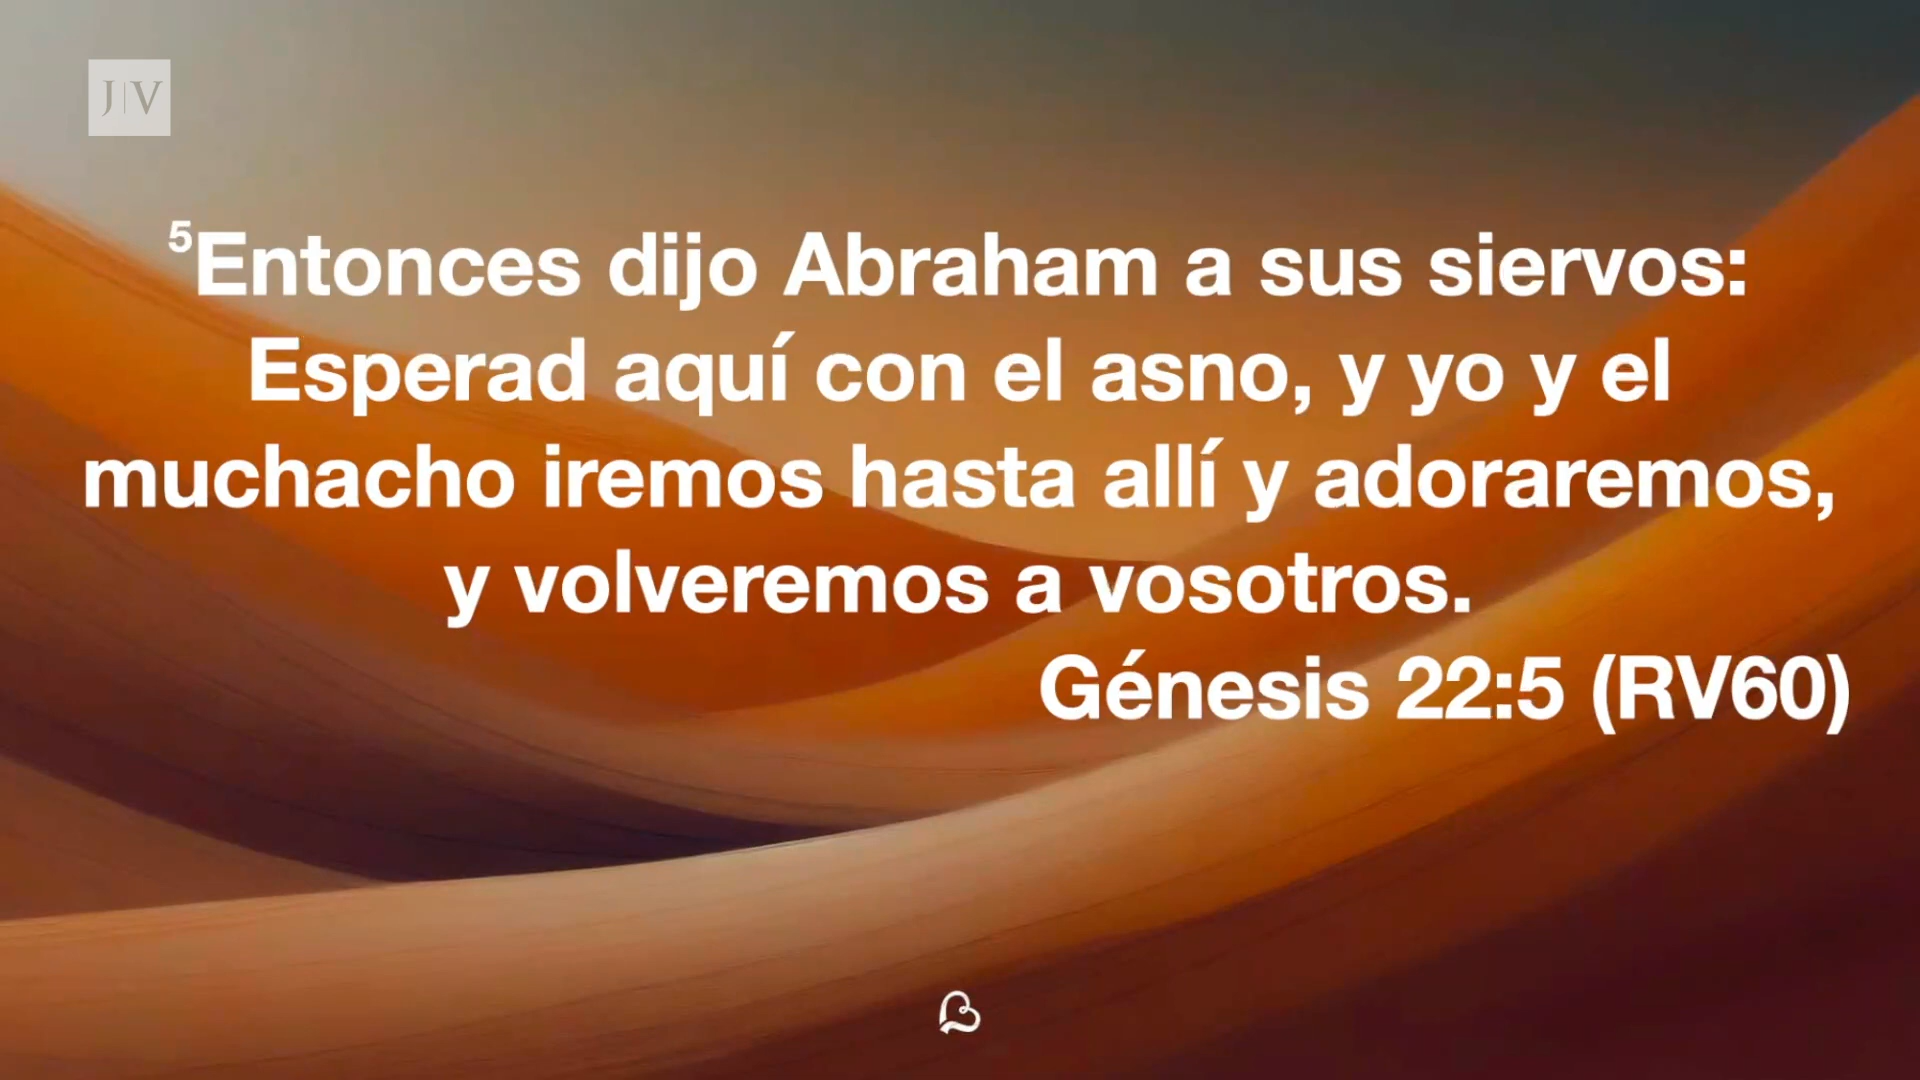 J|V
⁵Entonces dijo Abraham a sus siervos:
Esperad aquí con el asno, y yo y el
muchacho iremos hasta allí y adoraremos,
y volveremos a vosotros.
Génesis 22:5 (RV60)